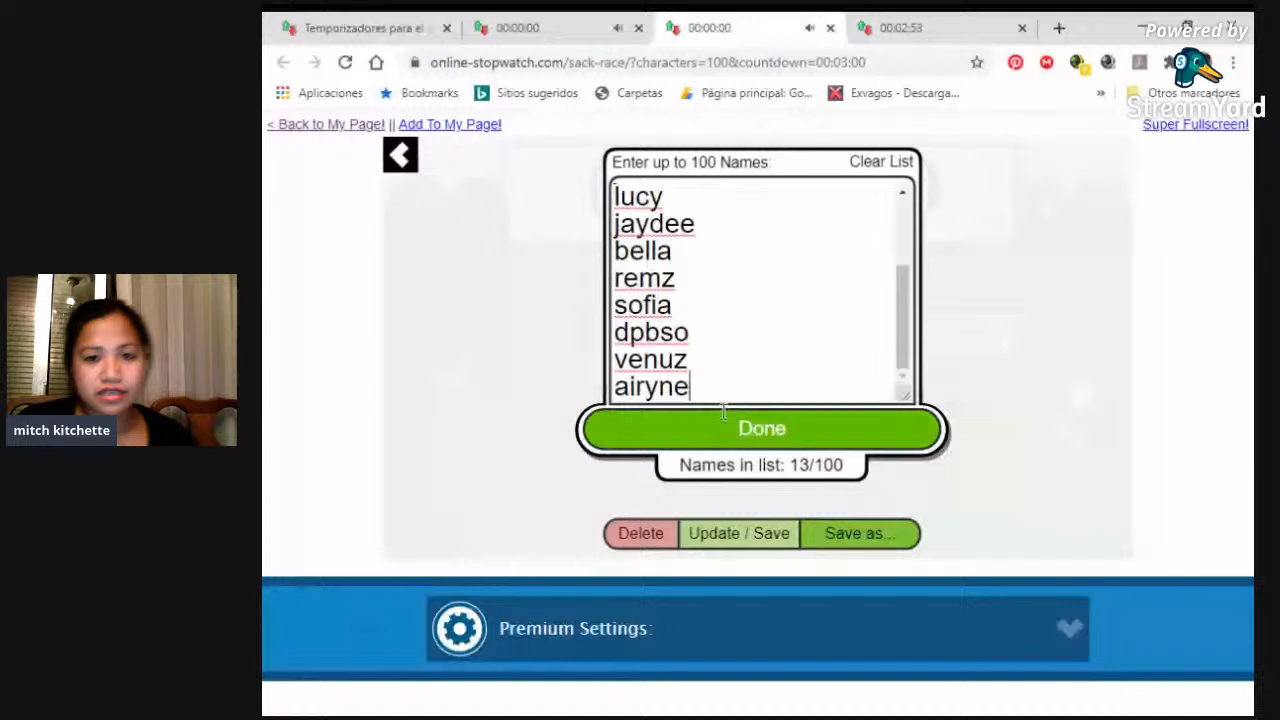 Temporizadores para el
00:00:00
00:00:00
00:02:53
Powered by
StreamYard
online-stopwatch.com/sack-race/?characters=100&countdown=00:03:00
Aplicaciones
Bookmarks
Sitios sugeridos
Carpetas
Página principal: Go...
Exvagos - Descarga...
»
Otros marcadores
< Back to My Page! || Add To My Page!
Super Fullscreen!
Enter up to 100 Names:
Clear List
lucy
jaydee
bella
remz
sofia
dpbso
venuz
airyne
Done
Names in list: 13/100
Delete
Update / Save
Save as...
mitch kitchette
Premium Settings: